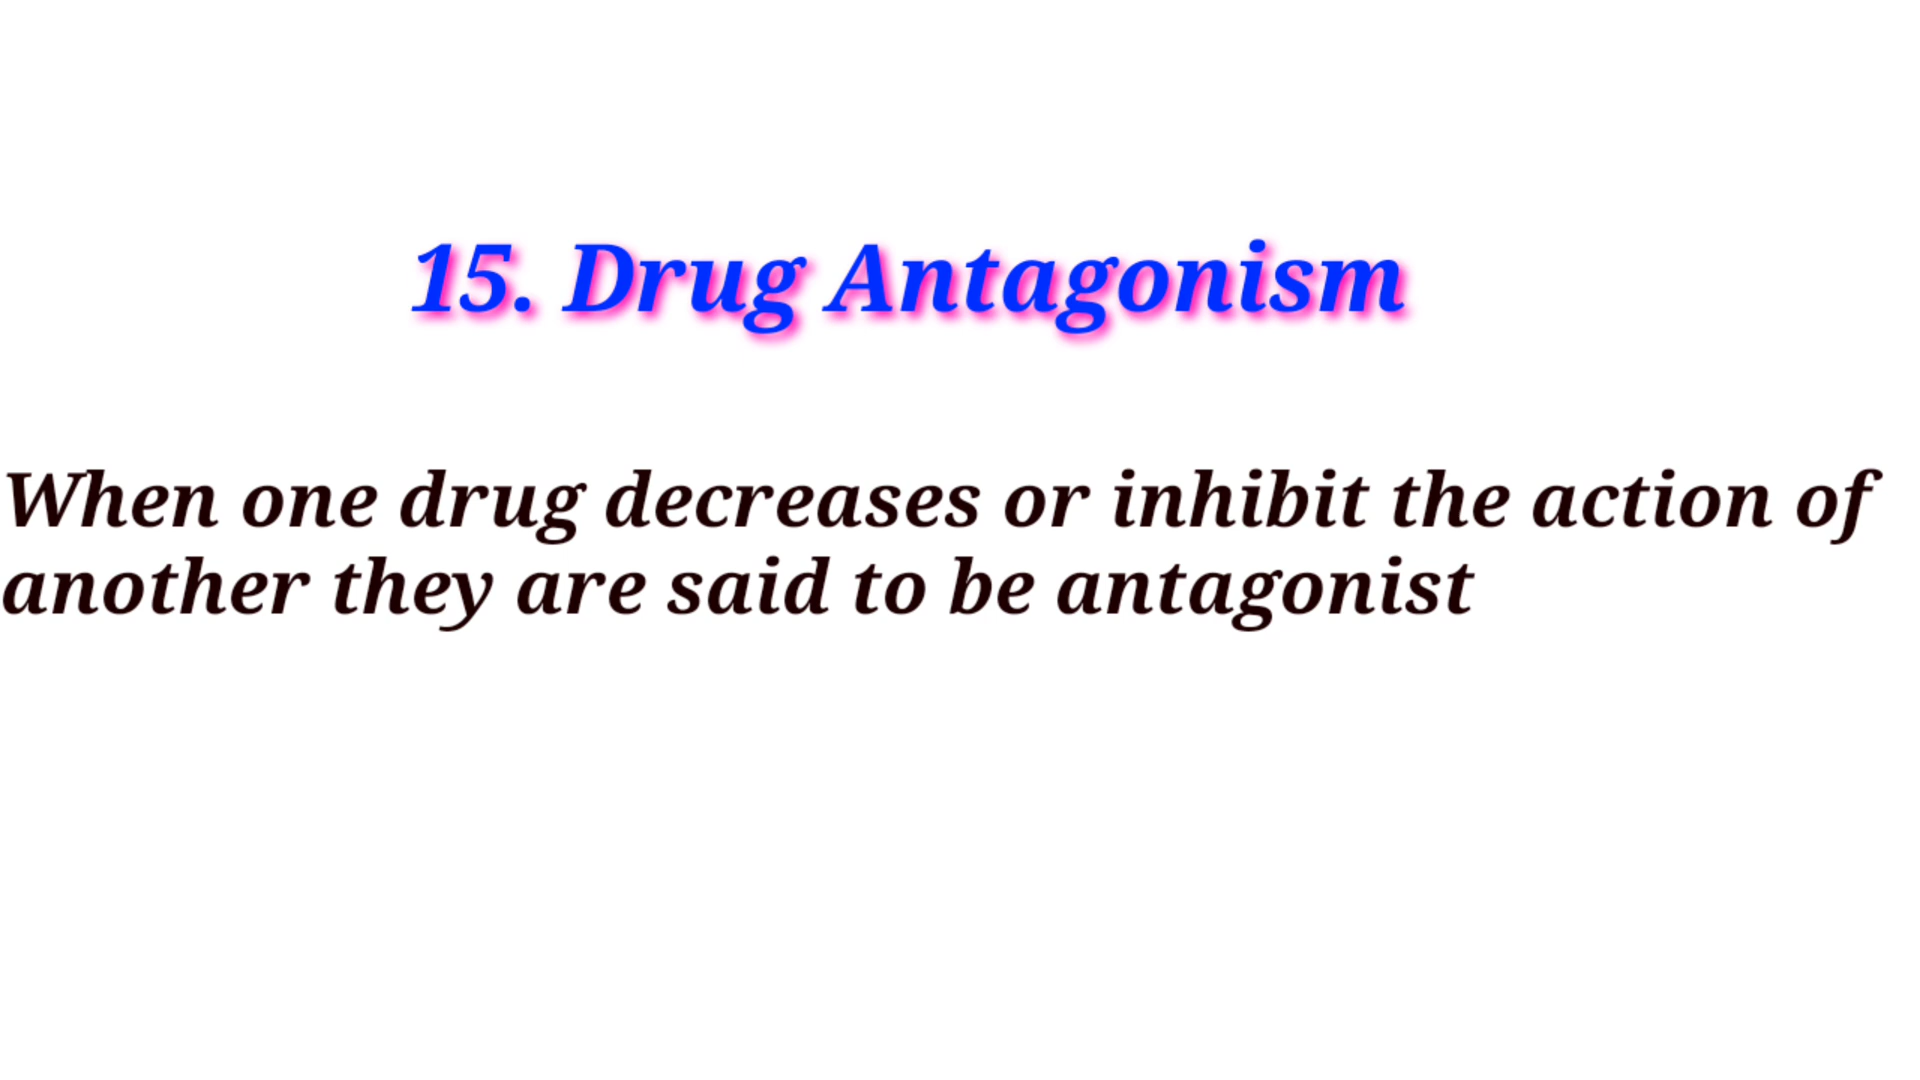 15. Drug Antagonism
When one drug decreases or inhibit the action of
another they are said to be antagonist